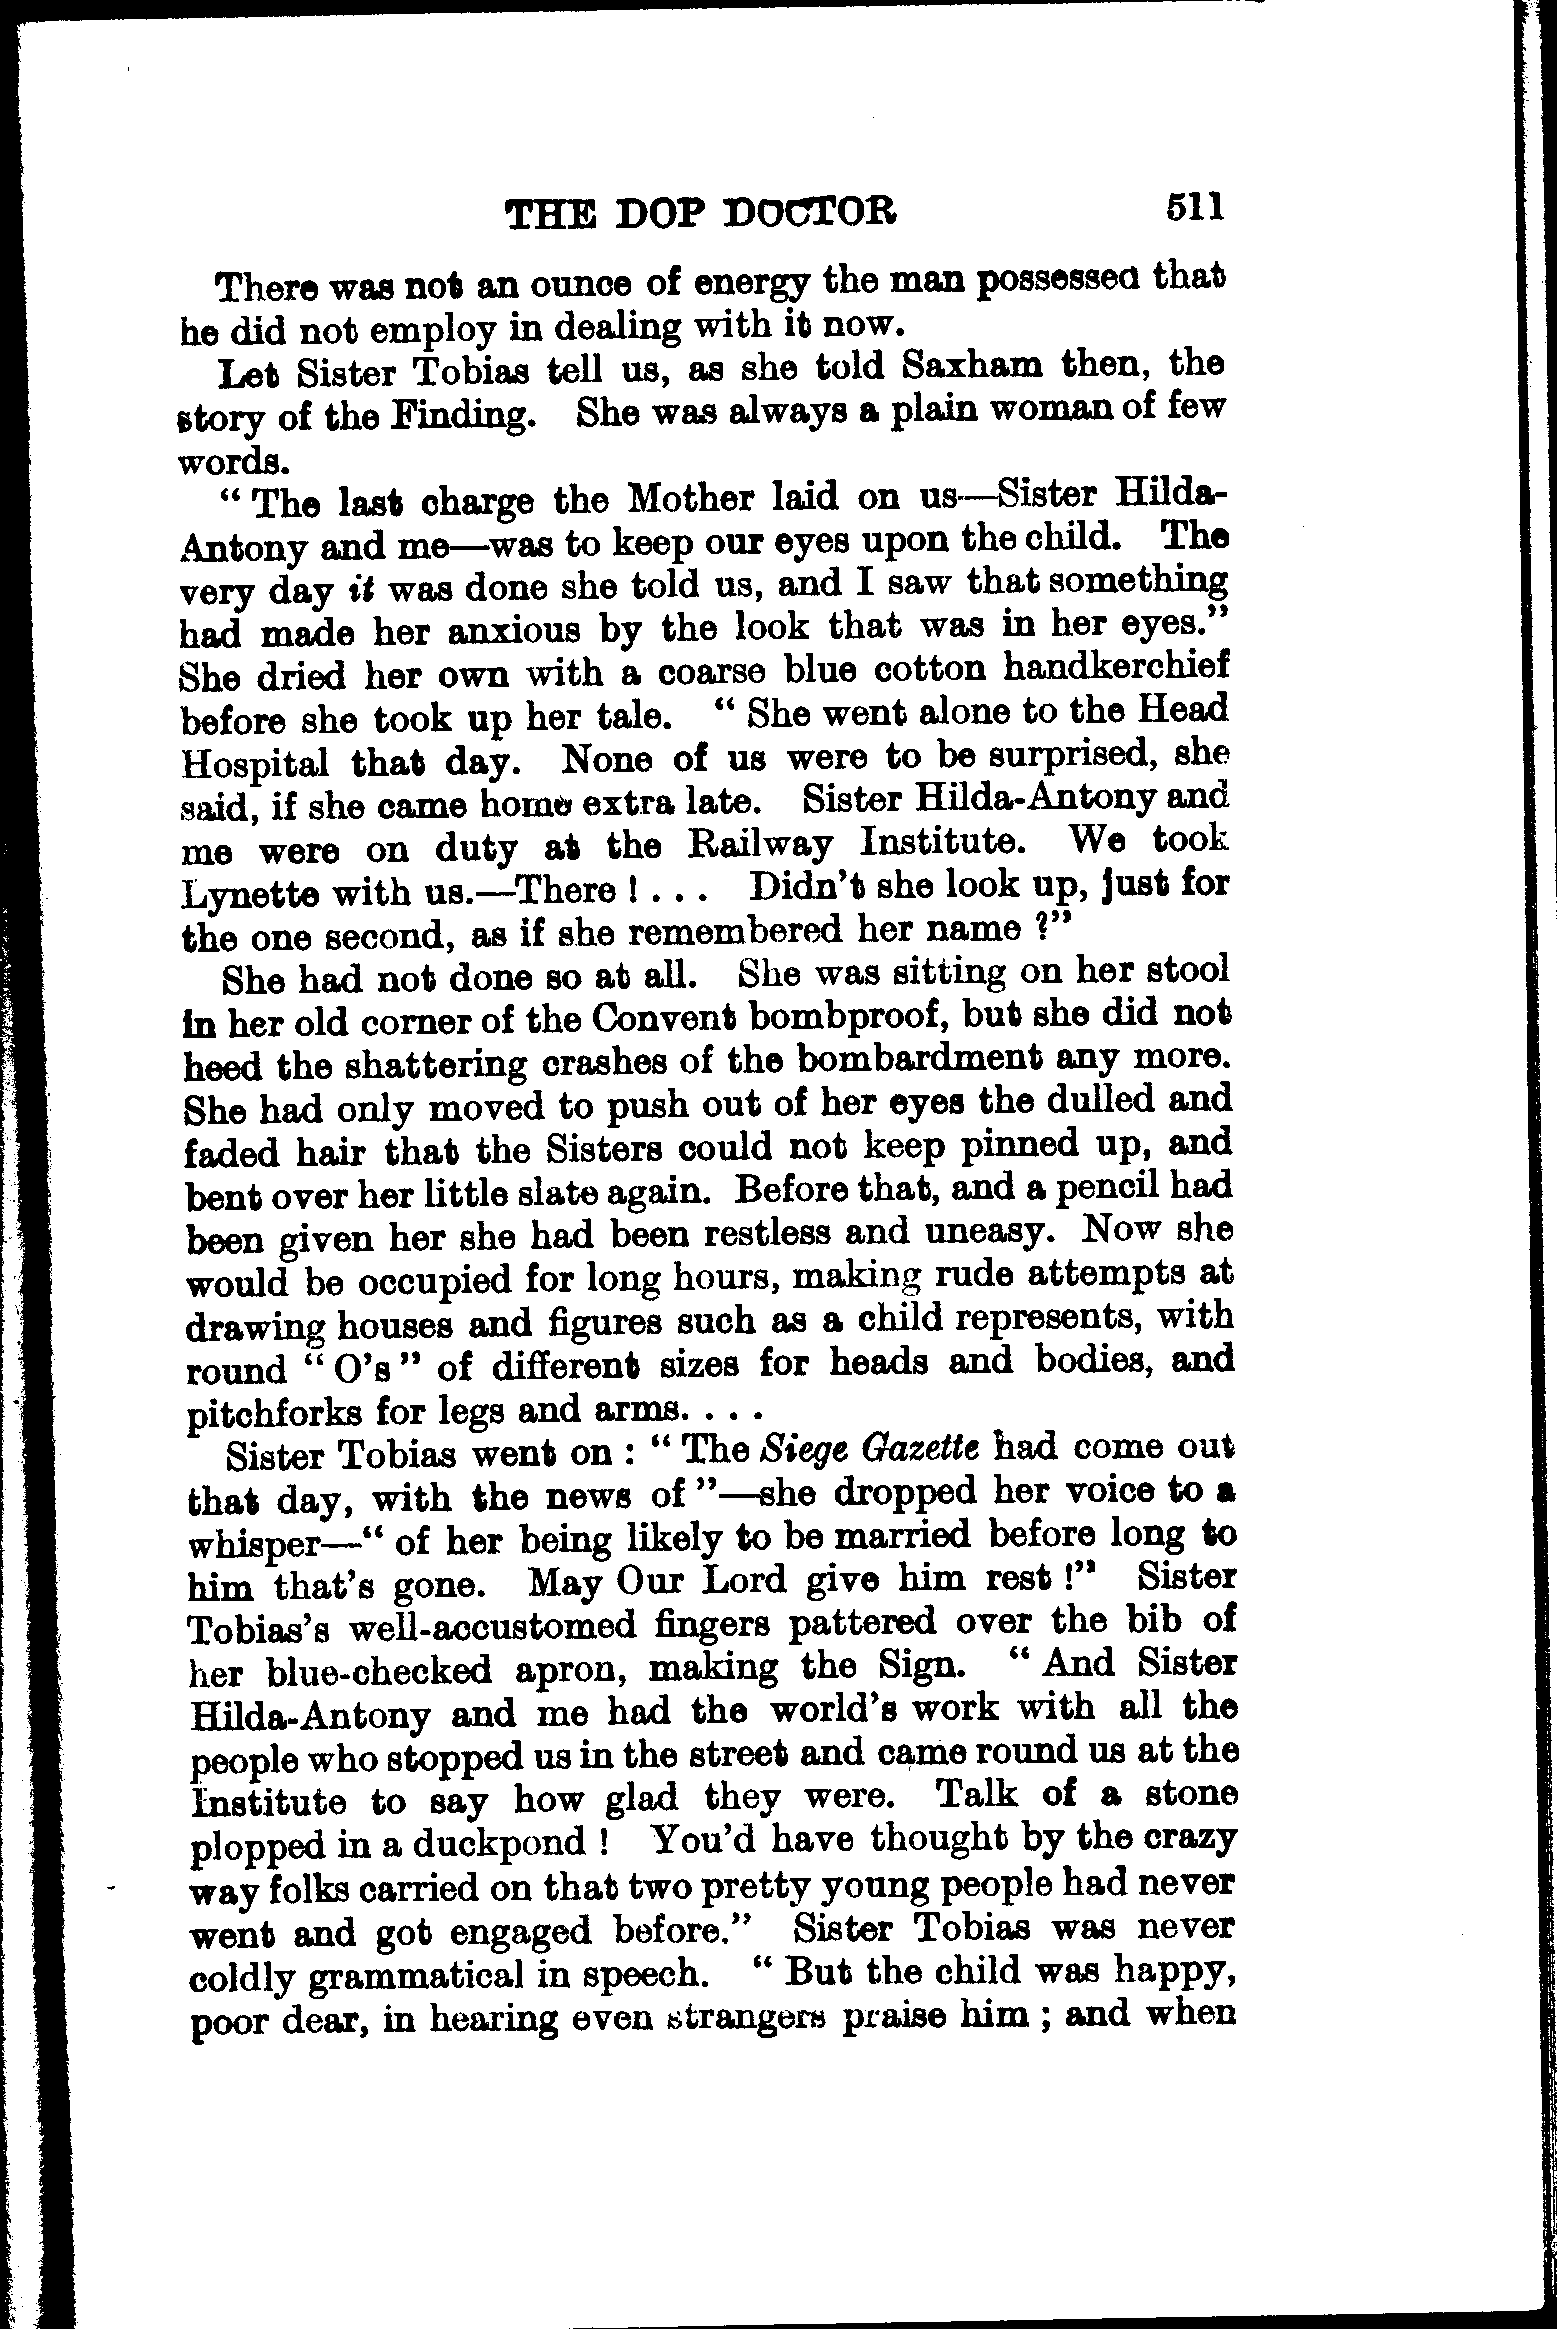 THE DOP DOCTOR 511
There was not an ounce of energy the man possessed that
he did not employ in dealing with it now.
Let Sister Tobias tell us, as she told Saxham then, the
story of the Finding. She was always a plain woman of few
words.
“ The last charge the Mother laid on us—Sister Hilda-
Antony and me—was to keep our eyes upon the child. The
very day it was done she told us, and I saw that something
had made her anxious by the look that was in her eyes.”
She dried her own with a coarse blue cotton handkerchief
before she took up her tale. “ She went alone to the Head
Hospital that day. None of us were to be surprised, she
said, if she came home extra late. Sister Hilda-Antony and
me were on duty at the Railway Institute. We took
Lynette with us.—There ! . . . Didn’t she look up, just for
the one second, as if she remembered her name ?”
She had not done so at all. She was sitting on her stool
in her old corner of the Convent bombproof, but she did not
heed the shattering crashes of the bombardment any more.
She had only moved to push out of her eyes the dulled and
faded hair that the Sisters could not keep pinned up, and
bent over her little slate again. Before that, and a pencil had
been given her she had been restless and uneasy. Now she
would be occupied for long hours, making rude attempts at
drawing houses and figures such as a child represents, with
round “ O’s ” of different sizes for heads and bodies, and
pitchforks for legs and arms. . . .
Sister Tobias went on : “ The Siege Gazette had come out
that day, with the news of ”—she dropped her voice to a
whisper—“ of her being likely to be married before long to
him that’s gone. May Our Lord give him rest !” Sister
Tobias’s well-accustomed fingers pattered over the bib of
her blue-checked apron, making the Sign. “ And Sister
Hilda-Antony and me had the world’s work with all the
people who stopped us in the street and came round us at the
Institute to say how glad they were. Talk of a stone
plopped in a duckpond ! You’d have thought by the crazy
way folks carried on that two pretty young people had never
went and got engaged before.” Sister Tobias was never
coldly grammatical in speech. “ But the child was happy,
poor dear, in hearing even strangers praise him ; and when